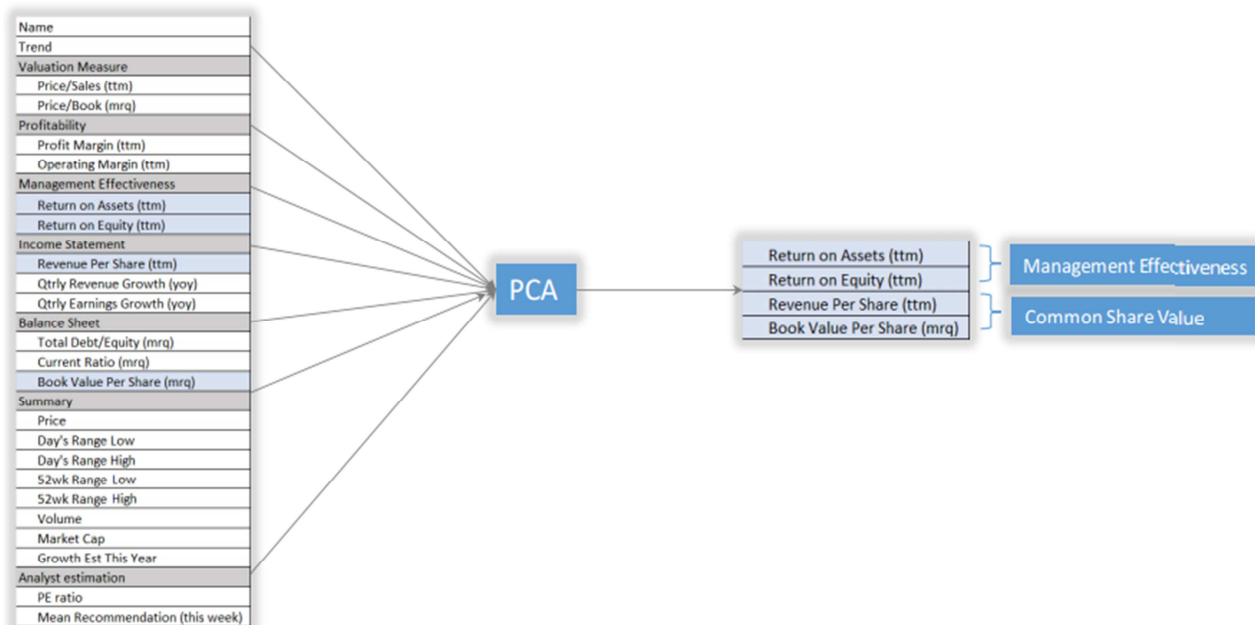 Name
Trend
Valuation Measure
Price/Sales (ttm)
Price/Book (mrq)
Profitability
Profit Margin (ttm)
Operating Margin (ttm)
Management Effectiveness
Return on Assets (ttm)
Return on Equity (ttm)
Income Statement
Revenue Per Share (ttm)
Qtrly Revenue Growth (yoy)
Qtrly Earnings Growth (yoy)
Balance Sheet
Total Debt/Equity (mrq)
Current Ratio (mrq)
Book Value Per Share (mrq)
Summary
Price
Day's Range Low
Day's Range High
52wk Range Low
52wk Range High
Volume
Market Cap
Growth Est This Year
Analyst estimation
PE ratio
Mean Recommendation (this week)
PCA
Return on Assets (ttm)
Return on Equity (ttm)
Revenue Per Share (ttm)
Book Value Per Share (mrq)
Management Effectiveness
Common Share Value